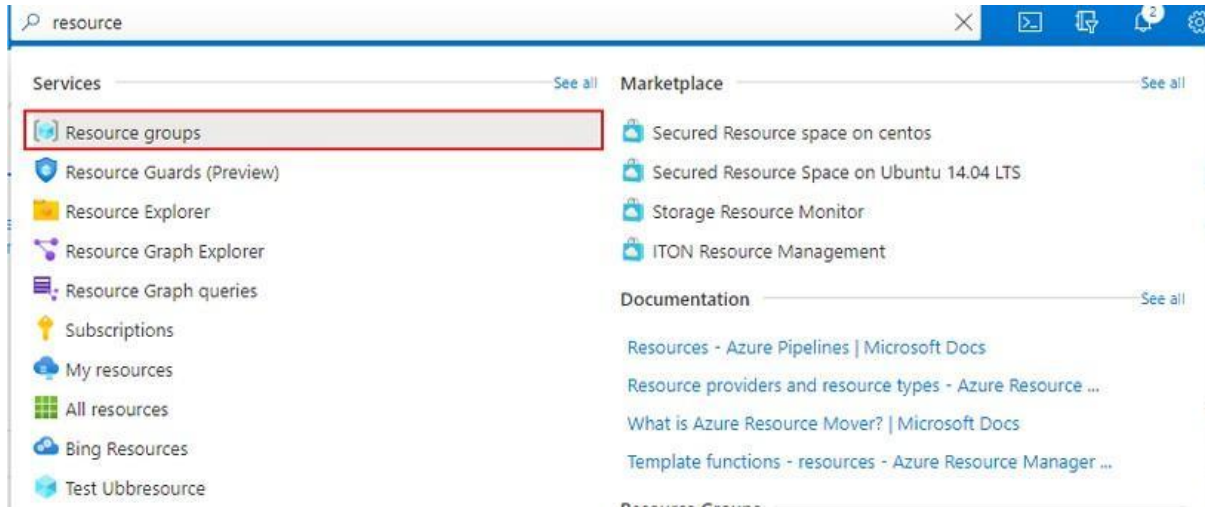 resource
2
Services
See all
Resource groups
Resource Guards (Preview)
Resource Explorer
Resource Graph Explorer
Resource Graph queries
Subscriptions
My resources
All resources
Bing Resources
Test Ubbresource
Marketplace
See all
Secured Resource space on centos
Secured Resource Space on Ubuntu 14.04 LTS
Storage Resource Monitor
ITON Resource Management
Documentation
See all
Resources - Azure Pipelines | Microsoft Docs
Resource providers and resource types - Azure Resource ...
What is Azure Resource Mover? | Microsoft Docs
Template functions - resources - Azure Resource Manager ...
Resource Groups